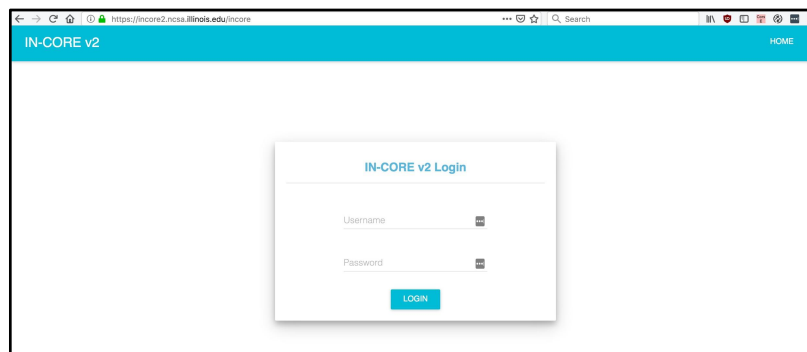 https://incore2.ncsa.illinois.edu/incore
Search
IN-CORE v2
HOME
IN-CORE v2 Login
Username
Password
LOGIN